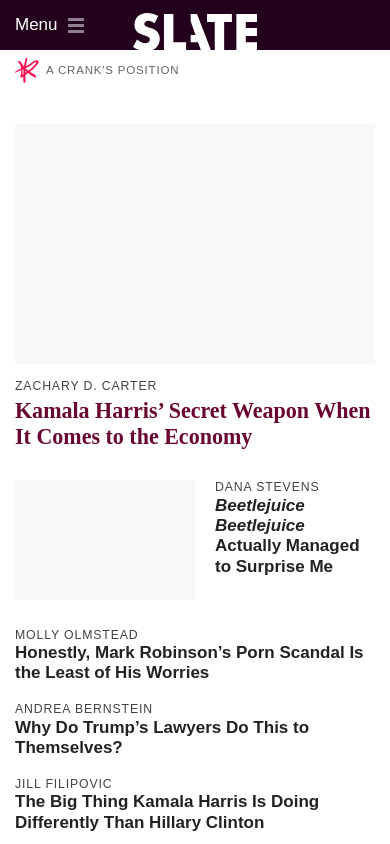 Menu
SLATE
A CRANK'S POSITION
ZACHARY D. CARTER
Kamala Harris’ Secret Weapon When
It Comes to the Economy
DANA STEVENS
Beetlejuice
Beetlejuice
Actually Managed
to Surprise Me
MOLLY OLMSTEAD
Honestly, Mark Robinson’s Porn Scandal Is
the Least of His Worries
ANDREA BERNSTEIN
Why Do Trump’s Lawyers Do This to
Themselves?
JILL FILIPOVIC
The Big Thing Kamala Harris Is Doing
Differently Than Hillary Clinton